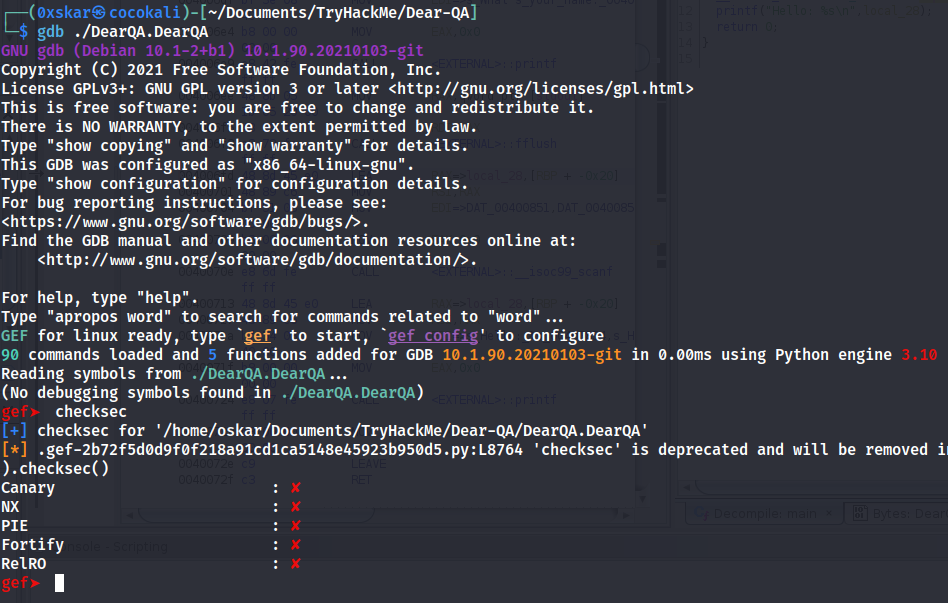 ┌──(0xskar㉿cocokali)-[~/Documents/TryHackMe/Dear-QA]
└─$ gdb ./DearQA.DearQA
GNU gdb (Debian 10.1-2+b1) 10.1.90.20210103-git
Copyright (C) 2021 Free Software Foundation, Inc.
License GPLv3+: GNU GPL version 3 or later <http://gnu.org/licenses/gpl.html>
This is free software: you are free to change and redistribute it.
There is NO WARRANTY, to the extent permitted by law.
Type "show copying" and "show warranty" for details.
This GDB was configured as "x86_64-linux-gnu".
Type "show configuration" for configuration details.
For bug reporting instructions, please see:
<https://www.gnu.org/software/gdb/bugs/>.
Find the GDB manual and other documentation resources online at:
    <http://www.gnu.org/software/gdb/documentation/>.
For help, type "help".
Type "apropos word" to search for commands related to "word"...
GEF for linux ready, type `gef' to start, `gef config' to configure
90 commands loaded and 5 functions added for GDB 10.1.90.20210103-git in 0.00ms using Python engine 3.10
Reading symbols from ./DearQA.DearQA...
(No debugging symbols found in ./DearQA.DearQA)
gef➤  checksec
[+] checksec for '/home/oskar/Documents/TryHackMe/Dear-QA/DearQA.DearQA'
[*] .gef-2b72f5d0d9f0f218a91cd1ca5148e45923b950d5.py:L8764 'checksec' is deprecated and will be removed in
).checksec()
Canary                        : ✘
NX                            : ✘
PIE                           : ✘
Fortify                       : ✘
RelRO                         : ✘
gef➤